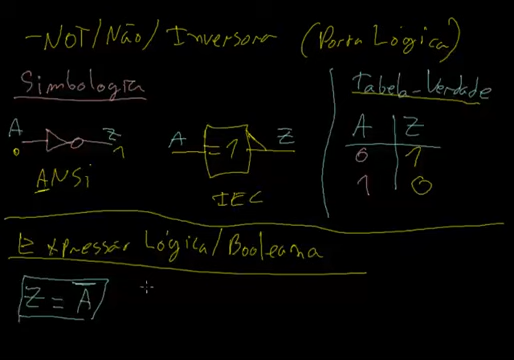 -NOT/Não/Inversora (Porta Lógica)
Simbologia
A Z
0 1
ANSi
A =1 Z
IEC
Tabela-Verdade
A Z
0 1
1 0
Expressão Lógica/Booleana
Z = A̅